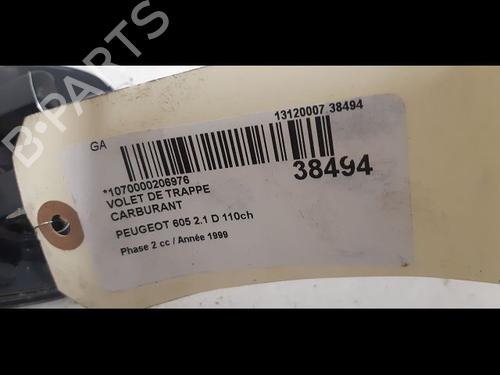 B-PARTS
13120007 38494
GA
*1070000206976
38494
VOLET DE TRAPPE
CARBURANT
PEUGEOT 605 2.1 D 110ch
Phase 2 cc / Année 1999